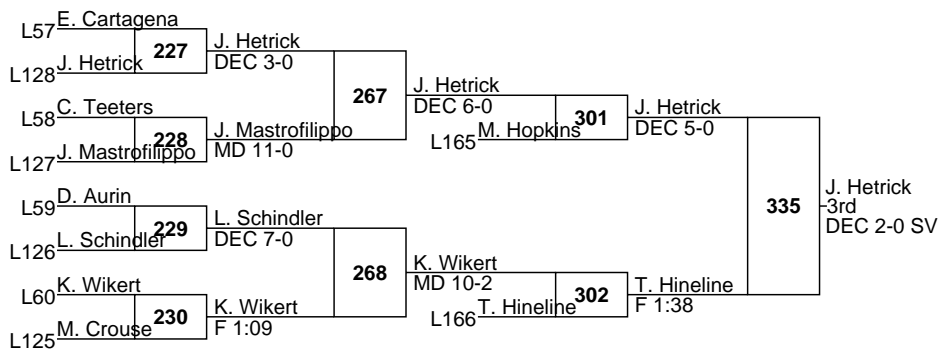 E. Cartagena
L57
227
J. Hetrick
DEC 3-0
J. Hetrick
L128
267
J. Hetrick
DEC 6-0
C. Teeters
L58
228
J. Mastrofilippo
MD 11-0
J. Mastrofilippo
L127
M. Hopkins
L165
301
J. Hetrick
DEC 5-0
D. Aurin
L59
229
L. Schindler
DEC 7-0
L. Schindler
L126
335
J. Hetrick
3rd
DEC 2-0 SV
268
K. Wikert
MD 10-2
K. Wikert
L60
230
K. Wikert
F 1:09
M. Crouse
L125
T. Hineline
L166
302
T. Hineline
F 1:38